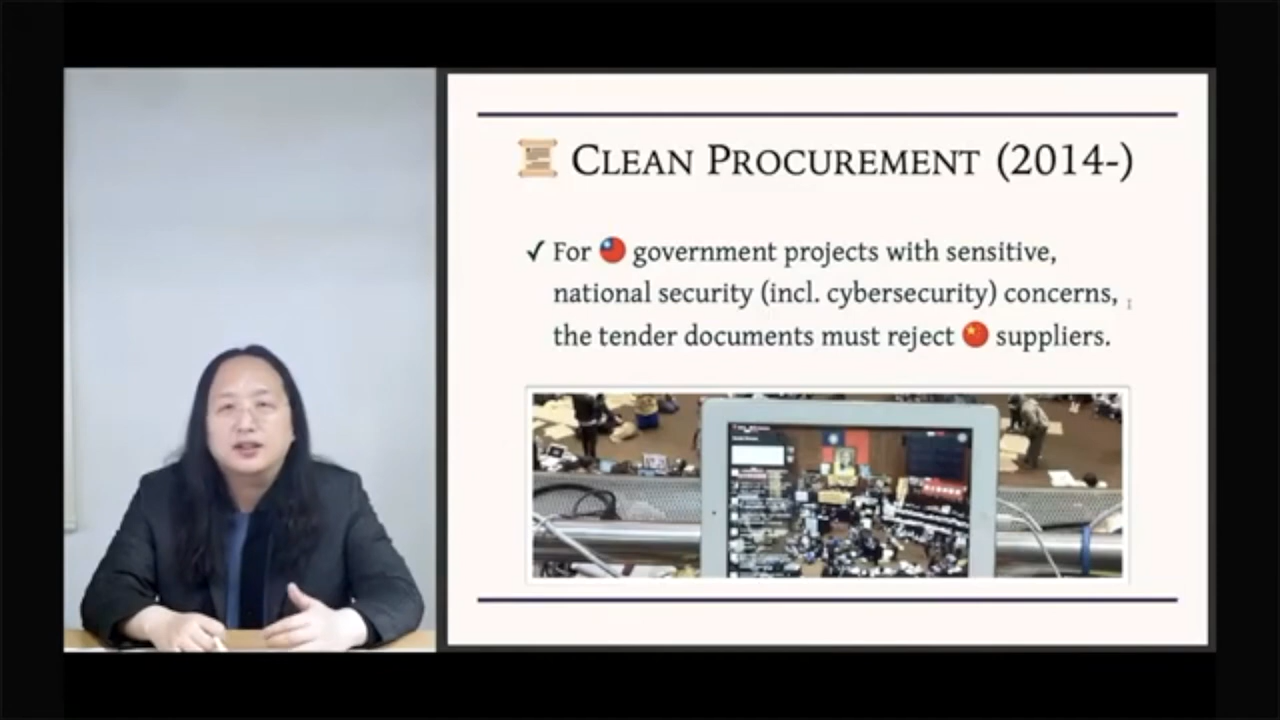 📜 CLEAN PROCUREMENT (2014-)
✓ For 🇹🇼 government projects with sensitive,
national security (incl. cybersecurity) concerns,
the tender documents must reject 🇨🇳 suppliers.